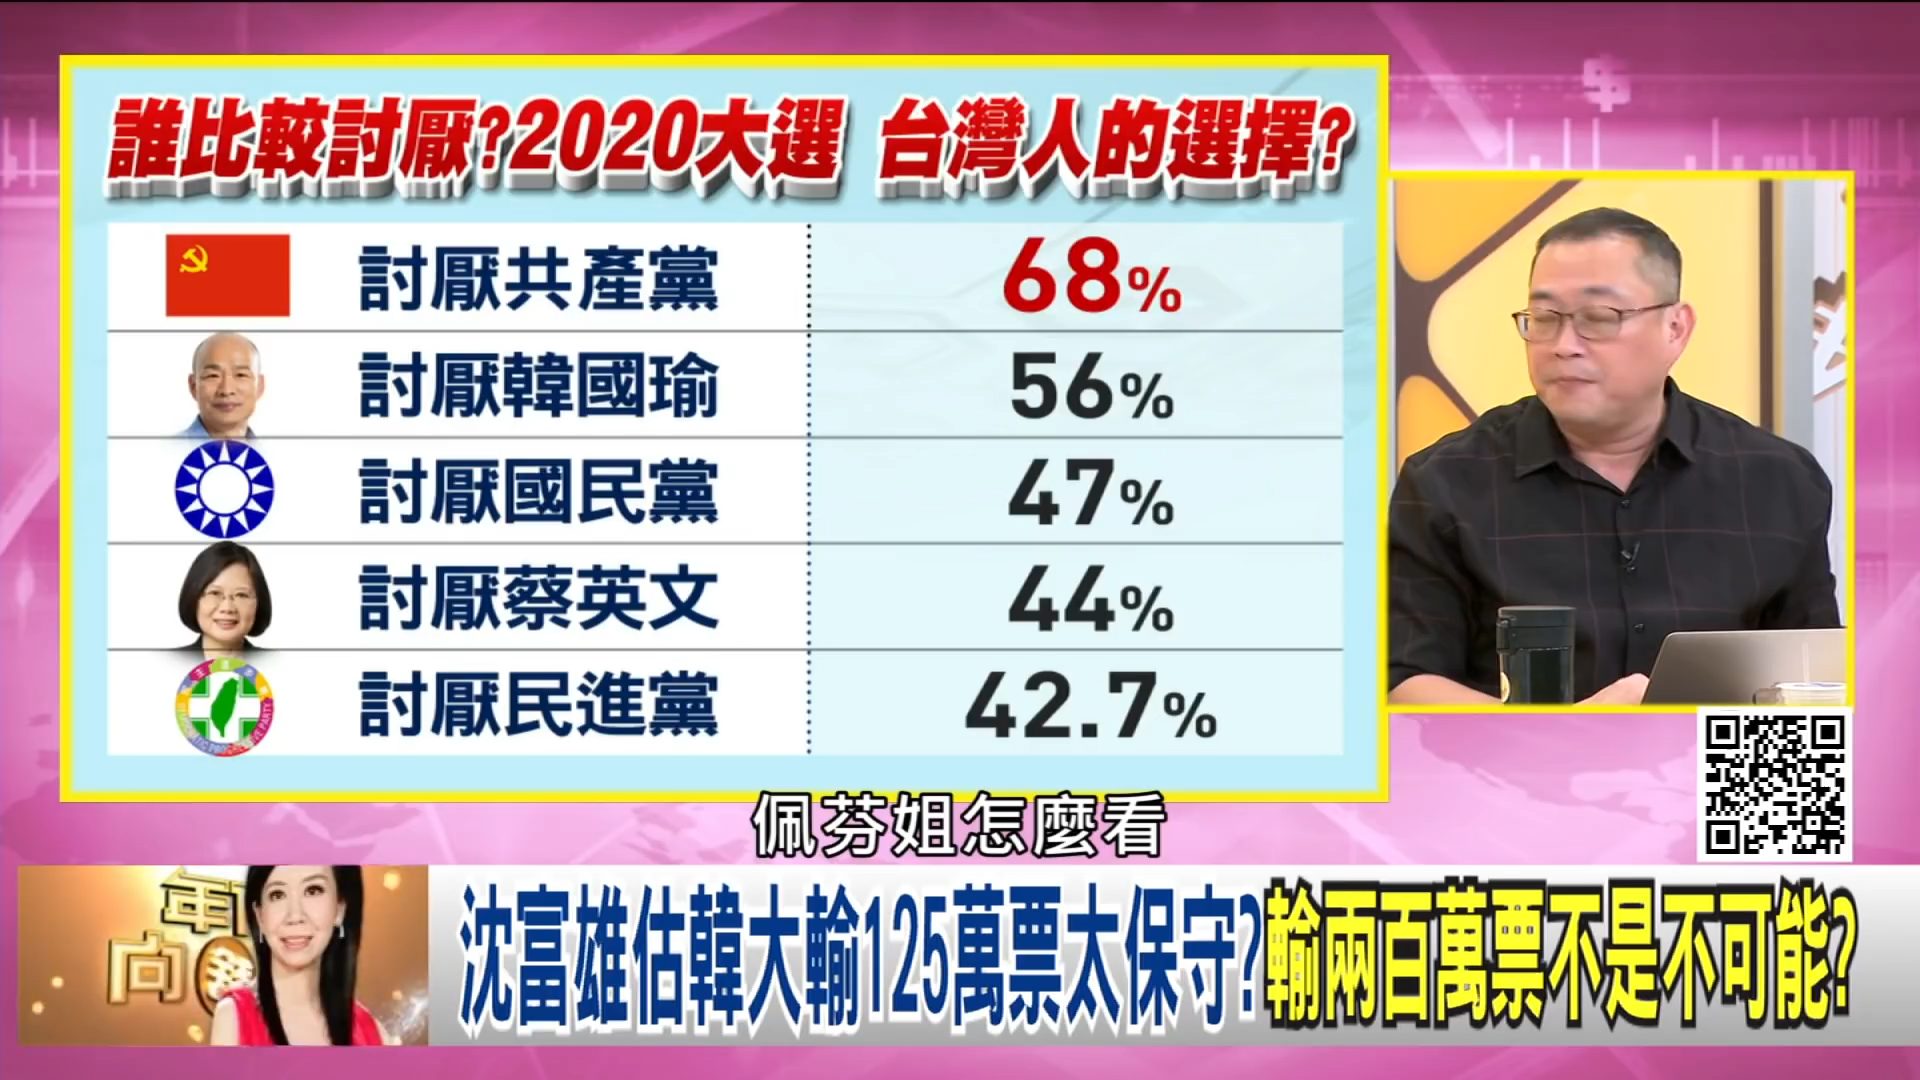 誰比較討厭?2020大選 台灣人的選擇?
討厭共產黨 68%
討厭韓國瑜 56%
討厭國民黨 47%
討厭蔡英文 44%
討厭民進黨 42.7%
佩芬姐怎麼看
年
向
沈富雄估韓大輸125萬票太保守?輸兩百萬票不是不可能?